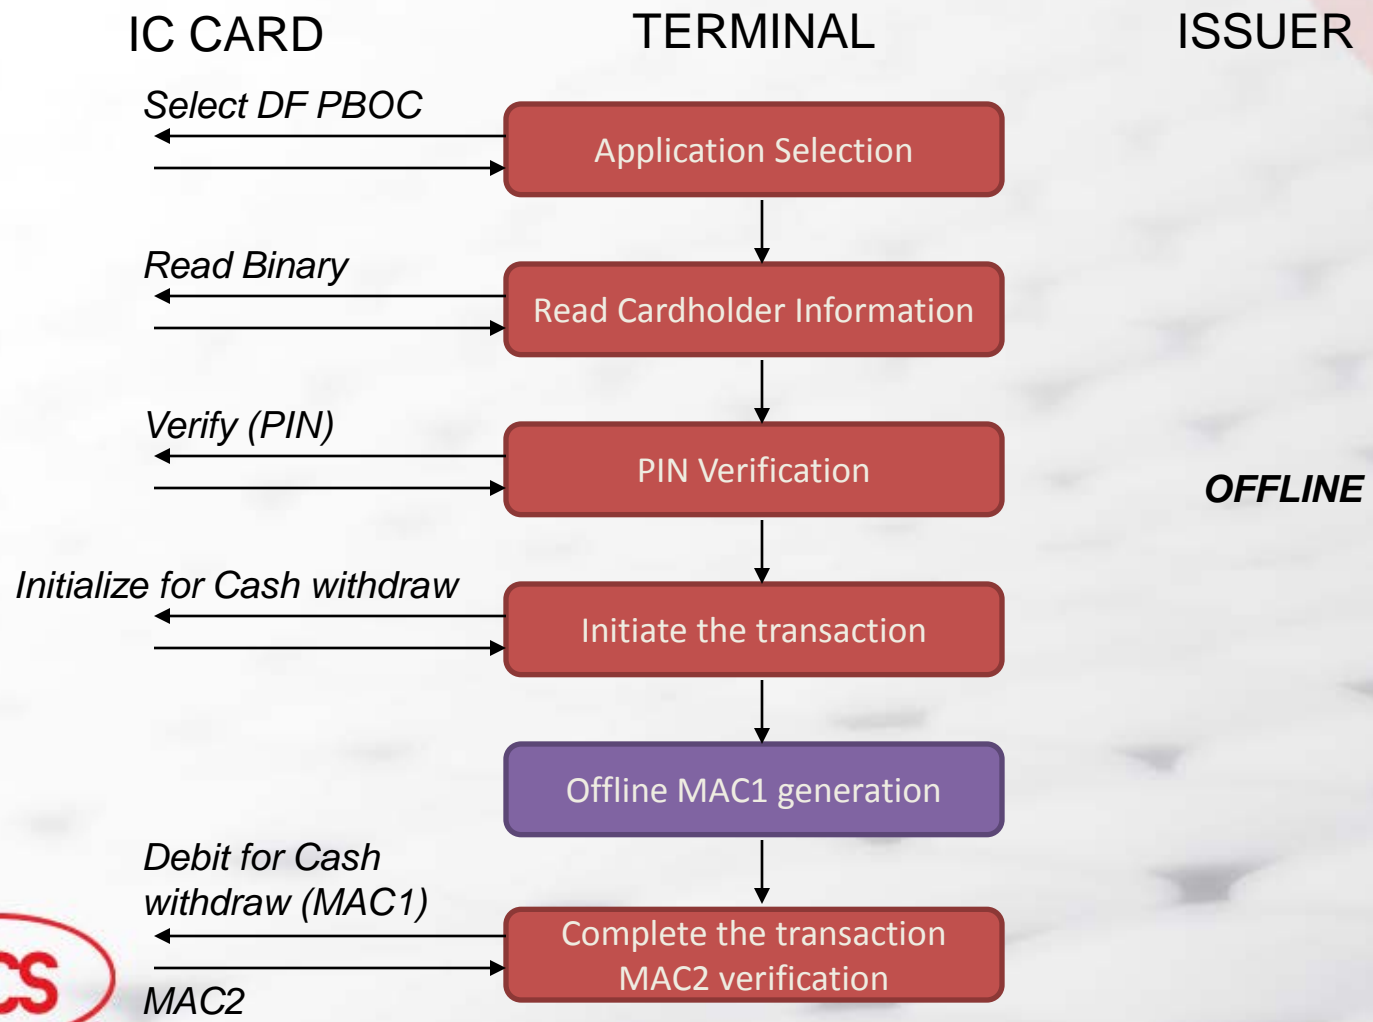 IC CARD
TERMINAL
ISSUER
Select DF PBOC
Application Selection
Read Binary
Read Cardholder Information
Verify (PIN)
PIN Verification
OFFLINE
Initialize for Cash withdraw
Initiate the transaction
Offline MAC1 generation
Debit for Cash
withdraw (MAC1)
Complete the transaction
MAC2 verification
CS
MAC2